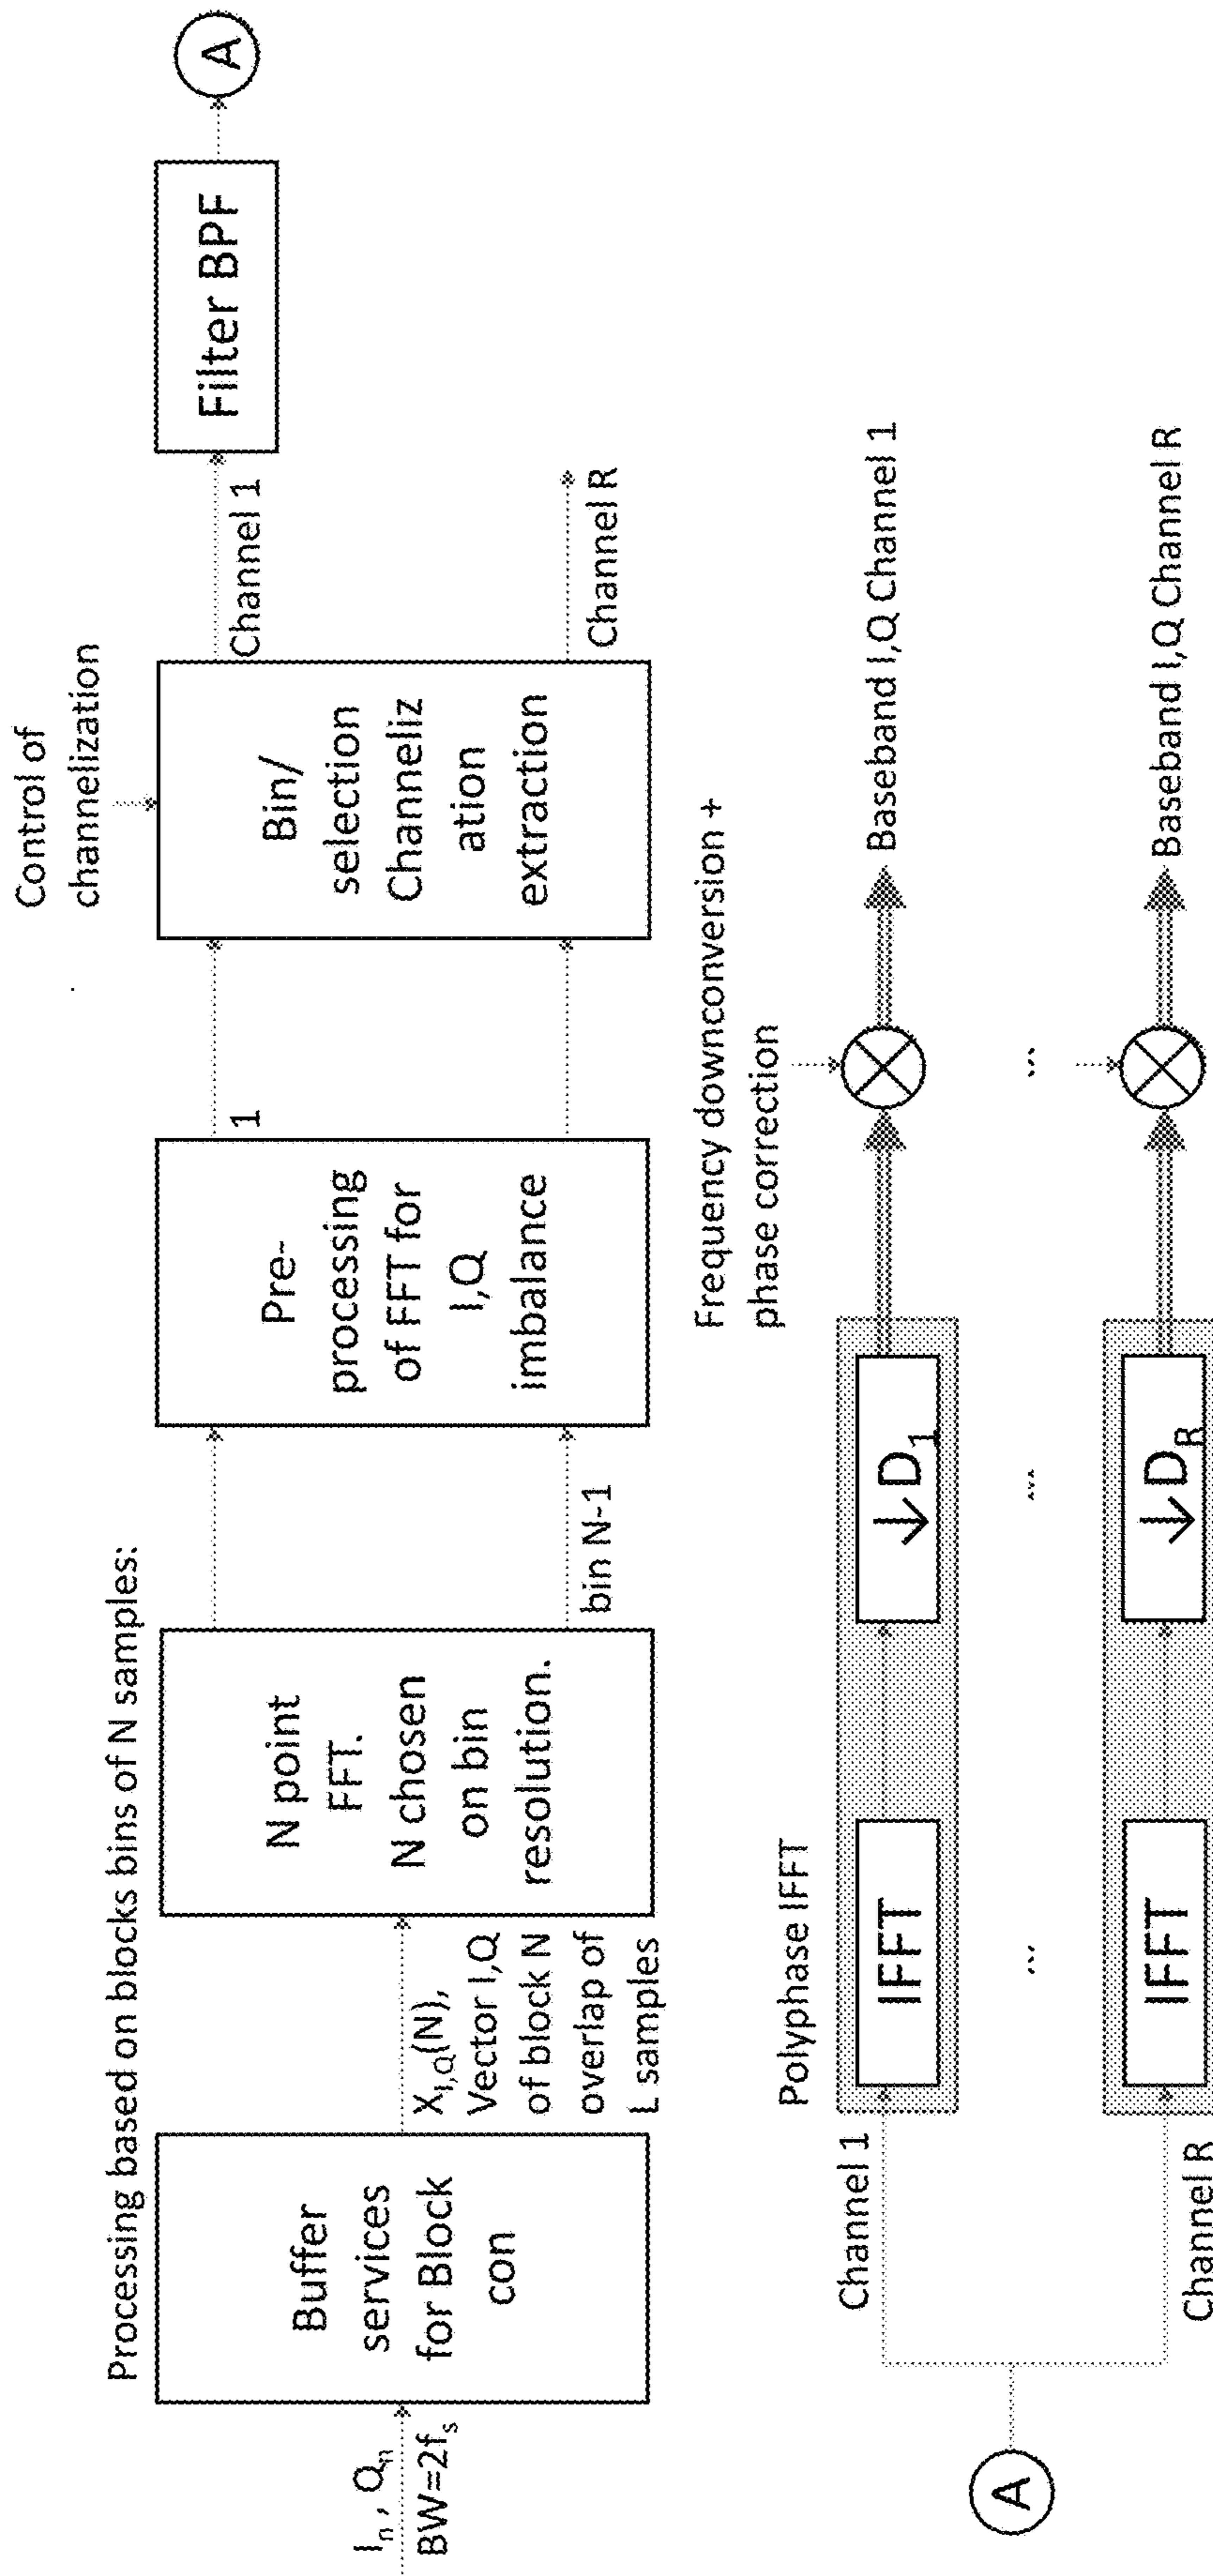 Processing based on blocks bins of N samples:
I_n , Q_n
BW=2f_s
Buffer
services
for Block
con
X_I,Q(N),
Vector I,Q
of block N
overlap of
L samples
N point
FFT.
N chosen
on bin
resolution.
bin N-1
Pre-
processing
of FFT for
I,Q
imbalance
1
Control of
channelization
Bin/
selection
Channeliz
ation
extraction
Channel 1
Channel R
Filter BPF
A
A
Channel 1
Channel R
Polyphase IFFT
IFFT
↓D_1
...
...
IFFT
↓D_R
Frequency downconversion +
phase correction
...
Baseband I,Q Channel 1
Baseband I,Q Channel R